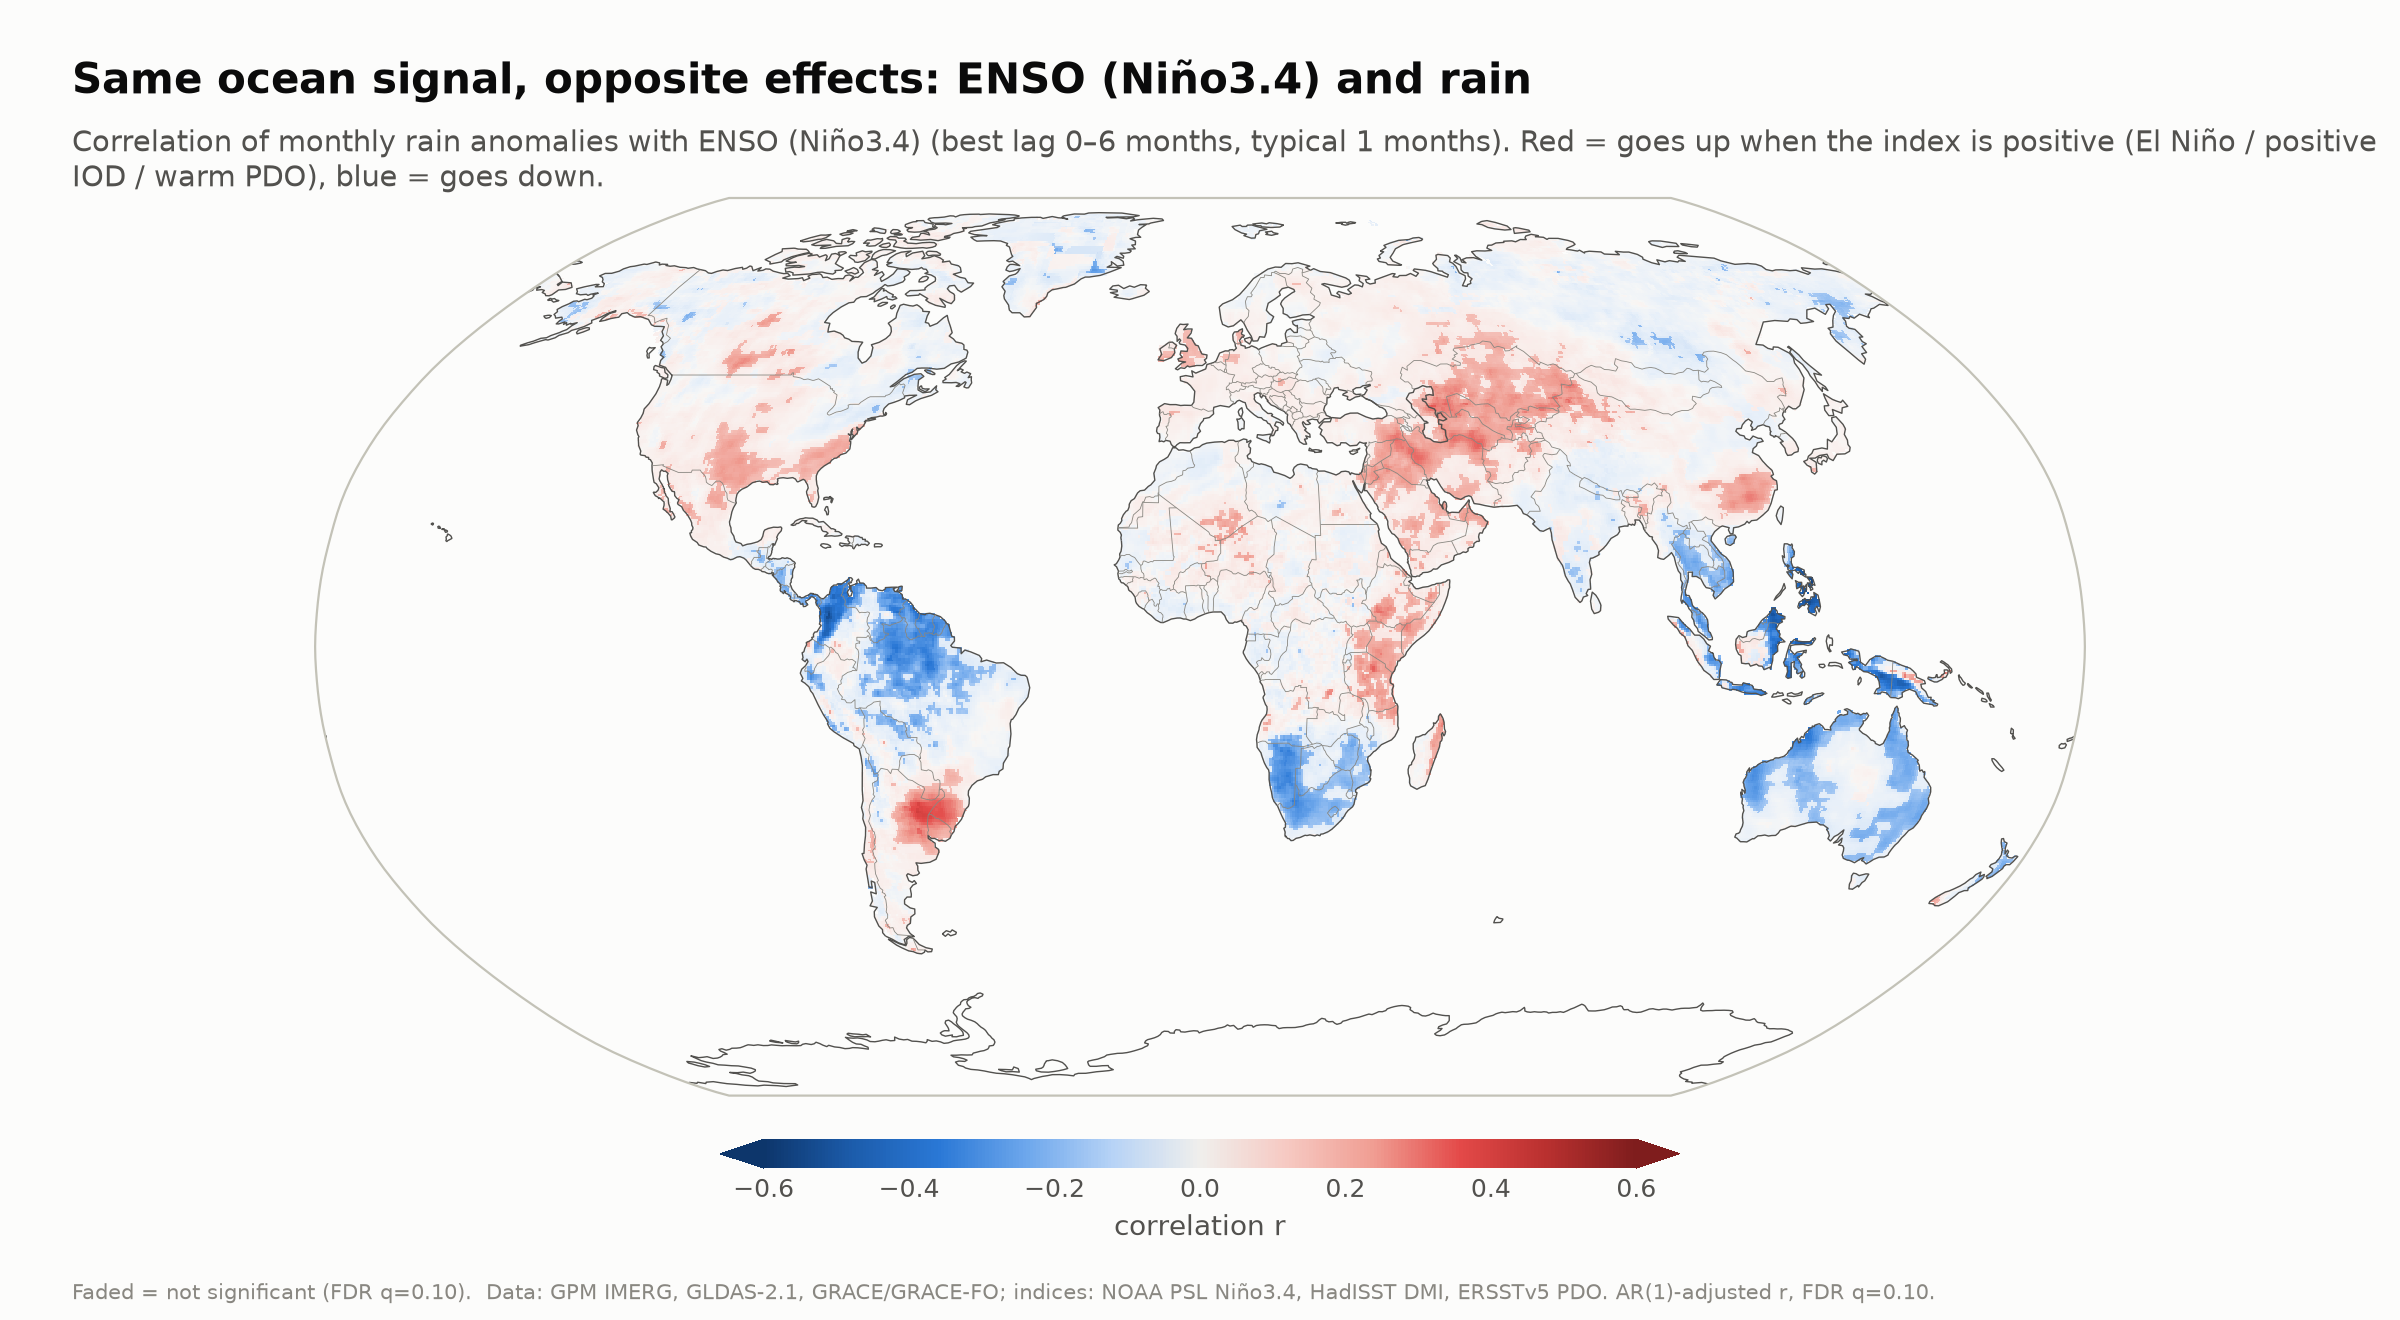 Same ocean signal, opposite effects: ENSO (Niño3.4) and rain
Correlation of monthly rain anomalies with ENSO (Niño3.4) (best lag 0–6 months, typical 1 months). Red = goes up when the index is positive (El Niño / positive
IOD / warm PDO), blue = goes down.
−0.6 −0.4 −0.2 0.0 0.2 0.4 0.6
correlation r
Faded = not significant (FDR q=0.10).  Data: GPM IMERG, GLDAS-2.1, GRACE/GRACE-FO; indices: NOAA PSL Niño3.4, HadISST DMI, ERSSTv5 PDO. AR(1)-adjusted r, FDR q=0.10.